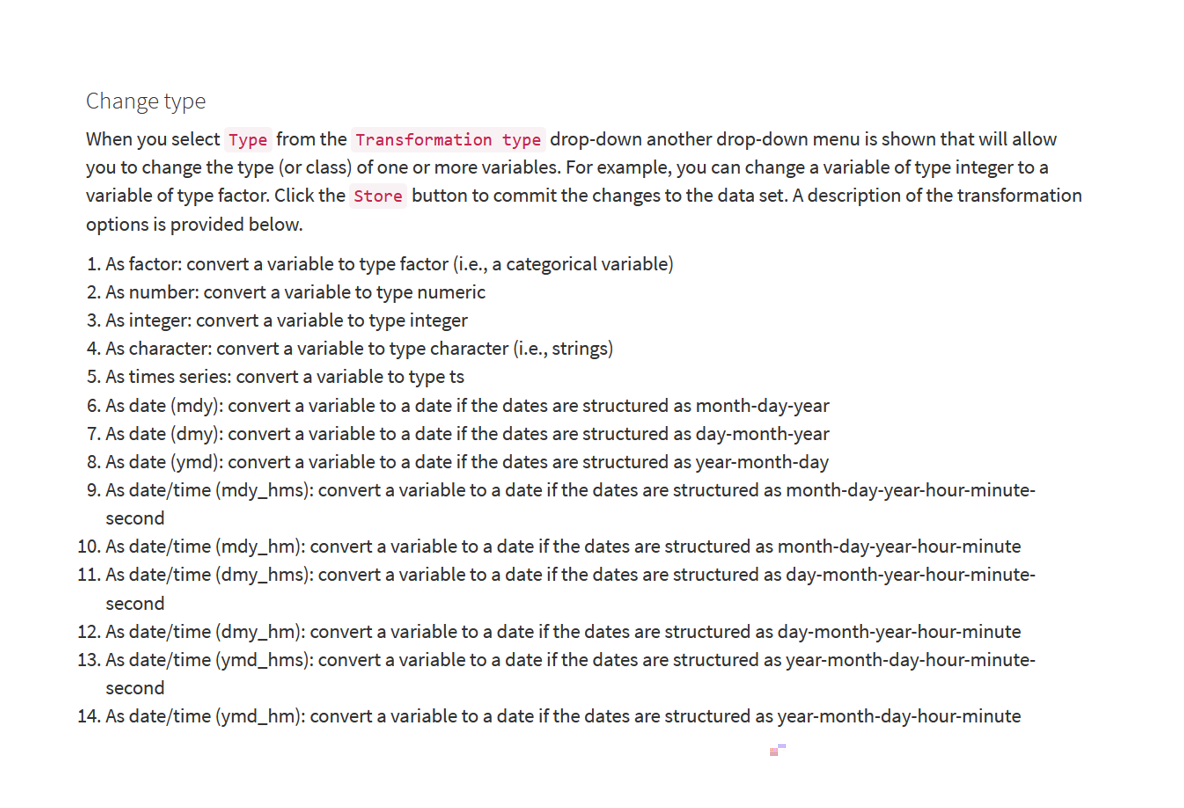 Change type
When you select Type from the Transformation type drop-down another drop-down menu is shown that will allow
you to change the type (or class) of one or more variables. For example, you can change a variable of type integer to a
variable of type factor. Click the Store button to commit the changes to the data set. A description of the transformation
options is provided below.
1. As factor: convert a variable to type factor (i.e., a categorical variable)
2. As number: convert a variable to type numeric
3. As integer: convert a variable to type integer
4. As character: convert a variable to type character (i.e., strings)
5. As times series: convert a variable to type ts
6. As date (mdy): convert a variable to a date if the dates are structured as month-day-year
7. As date (dmy): convert a variable to a date if the dates are structured as day-month-year
8. As date (ymd): convert a variable to a date if the dates are structured as year-month-day
9. As date/time (mdy_hms): convert a variable to a date if the dates are structured as month-day-year-hour-minute-
second
10. As date/time (mdy_hm): convert a variable to a date if the dates are structured as month-day-year-hour-minute
11. As date/time (dmy_hms): convert a variable to a date if the dates are structured as day-month-year-hour-minute-
second
12. As date/time (dmy_hm): convert a variable to a date if the dates are structured as day-month-year-hour-minute
13. As date/time (ymd_hms): convert a variable to a date if the dates are structured as year-month-day-hour-minute-
second
14. As date/time (ymd_hm): convert a variable to a date if the dates are structured as year-month-day-hour-minute